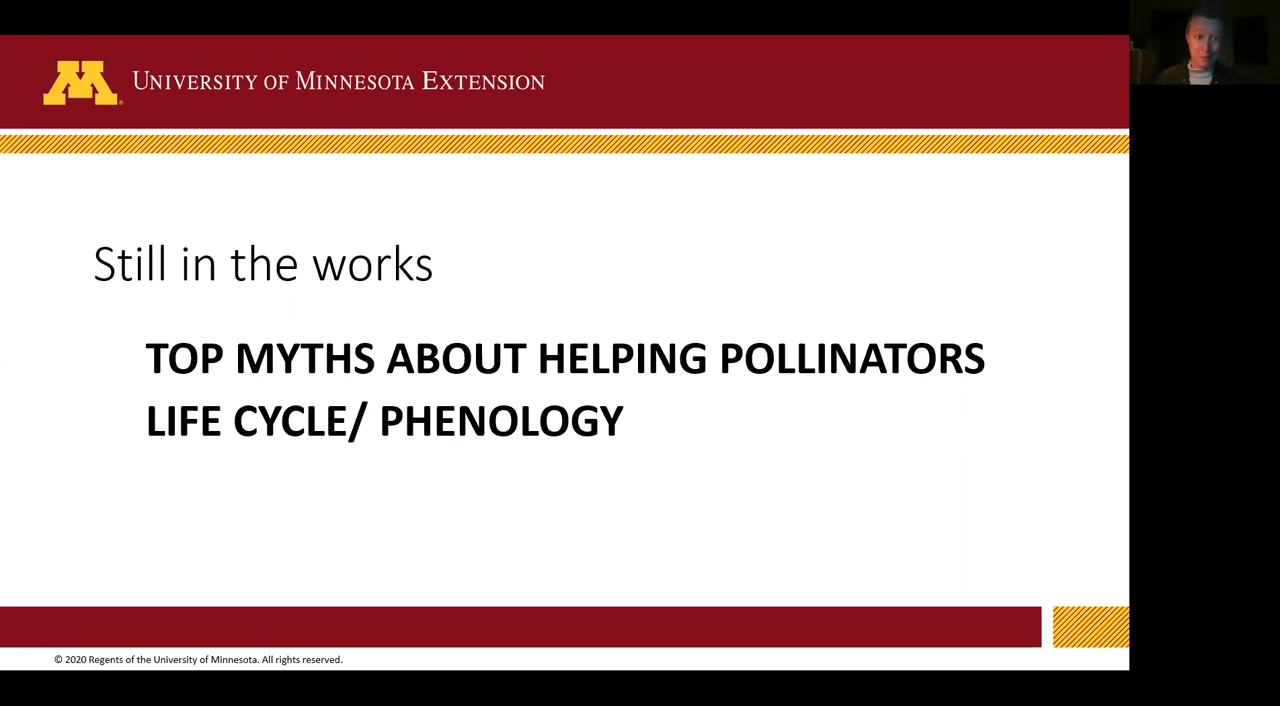 M
UNIVERSITY OF MINNESOTA EXTENSION
Still in the works
TOP MYTHS ABOUT HELPING POLLINATORS
LIFE CYCLE/ PHENOLOGY
© 2020 Regents of the University of Minnesota. All rights reserved.